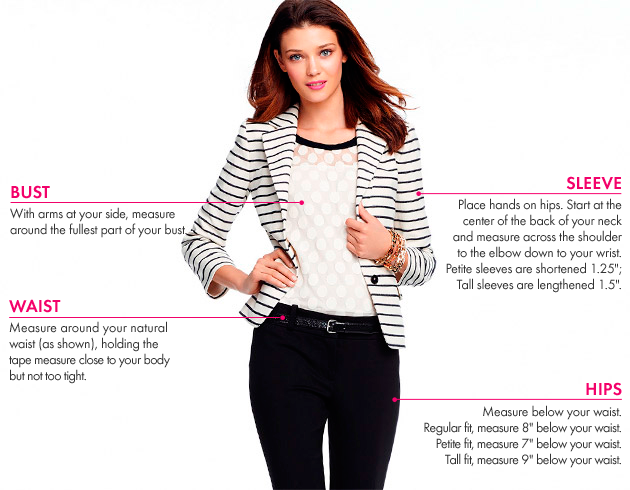 BUST
With arms at your side, measure
around the fullest part of your bust.
SLEEVE
Place hands on hips. Start at the
center of the back of your neck
and measure across the shoulder
to the elbow down to your wrist.
Petite sleeves are shortened 1.25";
Tall sleeves are lengthened 1.5".
WAIST
Measure around your natural
waist (as shown), holding the
tape measure close to your body
but not too tight.
HIPS
Measure below your waist.
Regular fit, measure 8" below your waist.
Petite fit, measure 7" below your waist.
Tall fit, measure 9" below your waist.